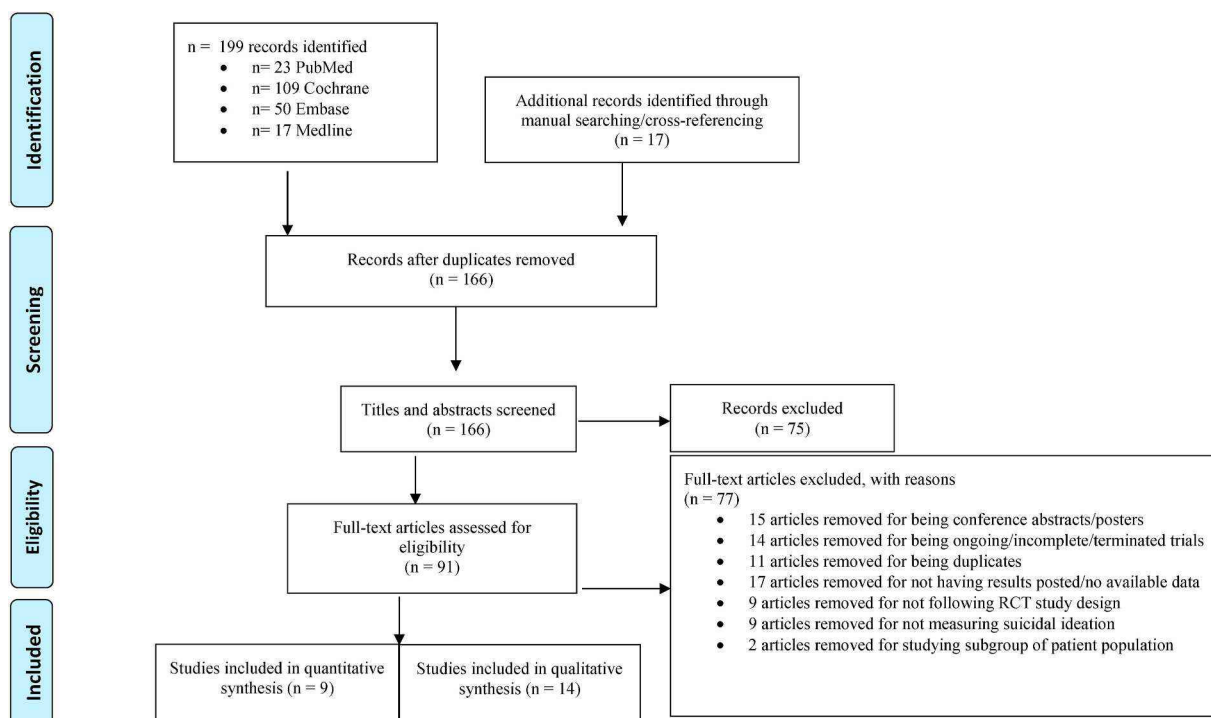 Identification
n = 199 records identified
• n= 23 PubMed
• n= 109 Cochrane
• n= 50 Embase
• n= 17 Medline
Additional records identified through
manual searching/cross-referencing
(n = 17)
Screening
Records after duplicates removed
(n = 166)
Titles and abstracts screened
(n = 166)
Records excluded
(n = 75)
Eligibility
Full-text articles assessed for
eligibility
(n = 91)
Full-text articles excluded, with reasons
(n = 77)
• 15 articles removed for being conference abstracts/posters
• 14 articles removed for being ongoing/incomplete/terminated trials
• 11 articles removed for being duplicates
• 17 articles removed for not having results posted/no available data
• 9 articles removed for not following RCT study design
• 9 articles removed for not measuring suicidal ideation
• 2 articles removed for studying subgroup of patient population
Included
Studies included in quantitative
synthesis (n = 9)
Studies included in qualitative
synthesis (n = 14)